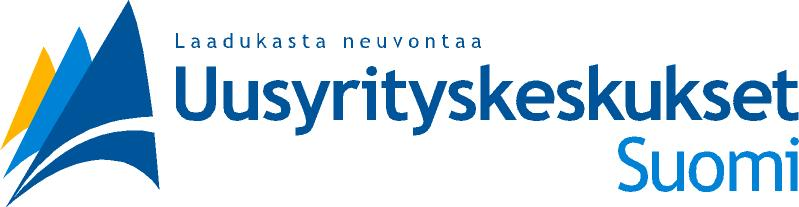 Laadukasta neuvontaa
Uusyrityskeskukset
Suomi